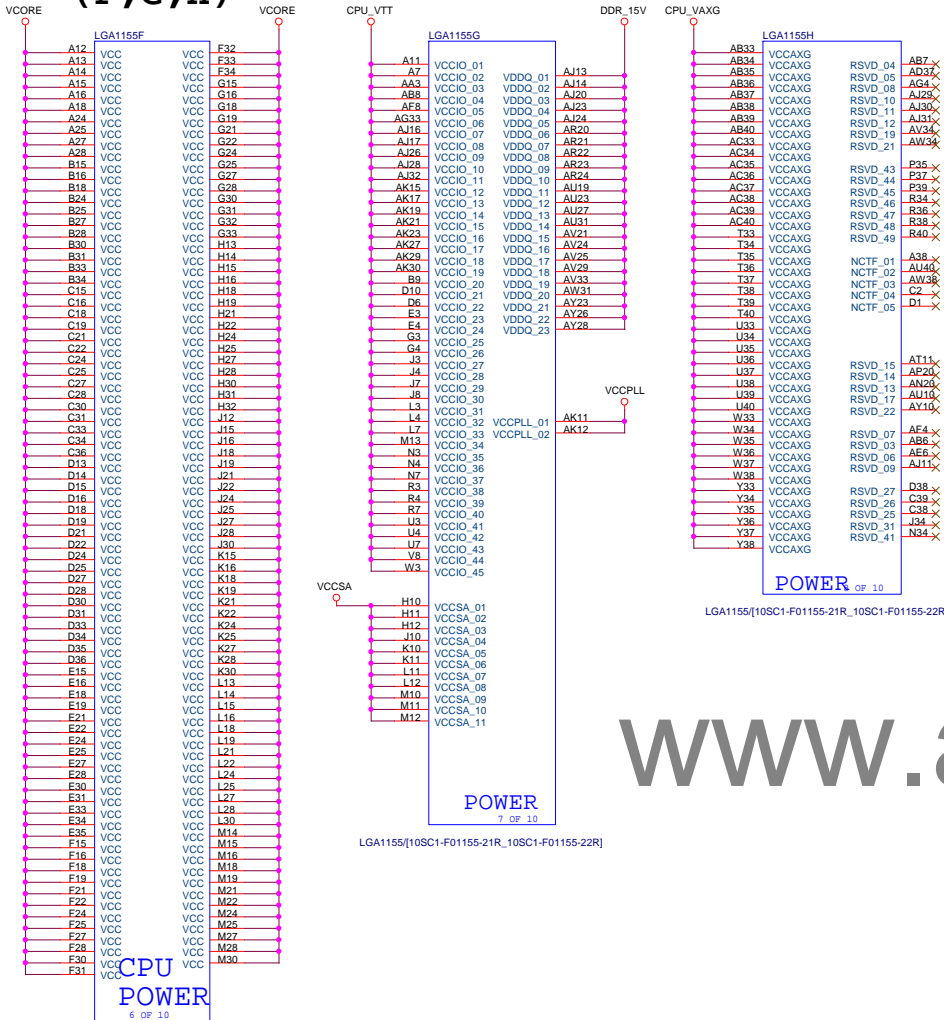 (F,G,H)
VCORE VCORE
LGA1155F
A12 VCC VCC F32
A13 VCC VCC F33
A14 VCC VCC F34
A15 VCC VCC G15
A16 VCC VCC G16
A18 VCC VCC G18
A24 VCC VCC G19
A25 VCC VCC G21
A27 VCC VCC G22
A28 VCC VCC G24
B15 VCC VCC G25
B16 VCC VCC G27
B18 VCC VCC G28
B24 VCC VCC G30
B25 VCC VCC G31
B27 VCC VCC G32
B28 VCC VCC G33
B30 VCC VCC H13
B31 VCC VCC H14
B33 VCC VCC H15
B34 VCC VCC H16
C15 VCC VCC H18
C16 VCC VCC H19
C18 VCC VCC H21
C19 VCC VCC H22
C21 VCC VCC H24
C22 VCC VCC H25
C24 VCC VCC H27
C25 VCC VCC H28
C27 VCC VCC H30
C28 VCC VCC H31
C30 VCC VCC H32
C31 VCC VCC J12
C33 VCC VCC J15
C34 VCC VCC J16
C36 VCC VCC J18
D13 VCC VCC J19
D14 VCC VCC J21
D15 VCC VCC J22
D16 VCC VCC J24
D18 VCC VCC J25
D19 VCC VCC J27
D21 VCC VCC J28
D22 VCC VCC J30
D24 VCC VCC K15
D25 VCC VCC K16
D27 VCC VCC K18
D28 VCC VCC K19
D30 VCC VCC K21
D31 VCC VCC K22
D33 VCC VCC K24
D34 VCC VCC K25
D35 VCC VCC K27
D36 VCC VCC K28
E15 VCC VCC K30
E16 VCC VCC L13
E18 VCC VCC L14
E19 VCC VCC L15
E21 VCC VCC L16
E22 VCC VCC L18
E24 VCC VCC L19
E25 VCC VCC L21
E27 VCC VCC L22
E28 VCC VCC L24
E30 VCC VCC L25
E31 VCC VCC L27
E33 VCC VCC L28
E34 VCC VCC L30
E35 VCC VCC M14
F15 VCC VCC M15
F16 VCC VCC M16
F18 VCC VCC M18
F19 VCC VCC M19
F21 VCC VCC M21
F22 VCC VCC M22
F24 VCC VCC M24
F25 VCC VCC M25
F27 VCC VCC M27
F28 VCC VCC M28
F30 VCC VCC M30
F31 VCC
CPU
POWER
6 OF 10
CPU_VTT DDR_15V
LGA1155G
A11 VCCIO_01
A7 VCCIO_02 VDDQ_01 AJ13
AA3 VCCIO_03 VDDQ_02 AJ14
AB8 VCCIO_04 VDDQ_03 AJ20
AF8 VCCIO_05 VDDQ_04 AJ23
AG33 VCCIO_06 VDDQ_05 AJ24
AJ16 VCCIO_07 VDDQ_06 AR20
AJ17 VCCIO_08 VDDQ_07 AR21
AJ26 VCCIO_09 VDDQ_08 AR22
AJ28 VCCIO_10 VDDQ_09 AR23
AJ32 VCCIO_11 VDDQ_10 AR24
AK15 VCCIO_12 VDDQ_11 AU19
AK17 VCCIO_13 VDDQ_12 AU23
AK19 VCCIO_14 VDDQ_13 AU27
AK21 VCCIO_15 VDDQ_14 AU31
AK23 VCCIO_16 VDDQ_15 AV21
AK27 VCCIO_17 VDDQ_16 AV24
AK29 VCCIO_18 VDDQ_17 AV25
AK30 VCCIO_19 VDDQ_18 AV29
B9 VCCIO_20 VDDQ_19 AV33
D10 VCCIO_21 VDDQ_20 AW31
D6 VCCIO_22 VDDQ_21 AY23
E3 VCCIO_23 VDDQ_22 AY26
E4 VCCIO_24 VDDQ_23 AY28
G3 VCCIO_25
G4 VCCIO_26
J3 VCCIO_27
J4 VCCIO_28
J7 VCCIO_29
J8 VCCIO_30
VCCPLL
L3 VCCIO_31
L4 VCCIO_32 VCCPLL_01 AK11
L7 VCCIO_33 VCCPLL_02 AK12
M13 VCCIO_34
N3 VCCIO_35
N4 VCCIO_36
N7 VCCIO_37
R3 VCCIO_38
R4 VCCIO_39
R7 VCCIO_40
U3 VCCIO_41
U4 VCCIO_42
U7 VCCIO_43
V8 VCCIO_44
W3 VCCIO_45
VCCSA
H10 VCCSA_01
H11 VCCSA_02
H12 VCCSA_03
J10 VCCSA_04
K10 VCCSA_05
K11 VCCSA_06
L11 VCCSA_07
L12 VCCSA_08
M10 VCCSA_09
M11 VCCSA_10
M12 VCCSA_11
POWER
7 OF 10
LGA1155/[10SC1-F01155-21R_10SC1-F01155-22R]
CPU_VAXG
LGA1155H
AB33 VCCAXG
AB34 VCCAXG RSVD_04 AB7
AB35 VCCAXG RSVD_05 AD37
AB36 VCCAXG RSVD_08 AG4
AB37 VCCAXG RSVD_10 AJ29
AB38 VCCAXG RSVD_11 AJ30
AB39 VCCAXG RSVD_12 AJ31
AB40 VCCAXG RSVD_19 AV34
AC33 VCCAXG RSVD_21 AW34
AC34 VCCAXG
AC35 VCCAXG RSVD_43 P35
AC36 VCCAXG RSVD_44 P37
AC37 VCCAXG RSVD_45 P39
AC38 VCCAXG RSVD_46 R34
AC39 VCCAXG RSVD_47 R36
AC40 VCCAXG RSVD_48 R38
T33 VCCAXG RSVD_49 R40
T34 VCCAXG
T35 VCCAXG NCTF_01 A38
T36 VCCAXG NCTF_02 AU40
T37 VCCAXG NCTF_03 AW38
T38 VCCAXG NCTF_04 C2
T39 VCCAXG NCTF_05 D1
T40 VCCAXG
U33 VCCAXG
U34 VCCAXG
U35 VCCAXG
U36 VCCAXG RSVD_15 AT11
U37 VCCAXG RSVD_14 AP20
U38 VCCAXG RSVD_13 AN20
U39 VCCAXG RSVD_17 AU10
U40 VCCAXG RSVD_22 AY10
W33 VCCAXG
W34 VCCAXG RSVD_07 AF4
W35 VCCAXG RSVD_03 AB6
W36 VCCAXG RSVD_06 AE6
W37 VCCAXG RSVD_09 AJ11
W38 VCCAXG
Y33 VCCAXG RSVD_27 D38
Y34 VCCAXG RSVD_26 C39
Y35 VCCAXG RSVD_25 C38
Y36 VCCAXG RSVD_31 J34
Y37 VCCAXG RSVD_41 N34
Y38 VCCAXG
POWER
OF 10
LGA1155/[10SC1-F01155-21R_10SC1-F01155-22R
www.a